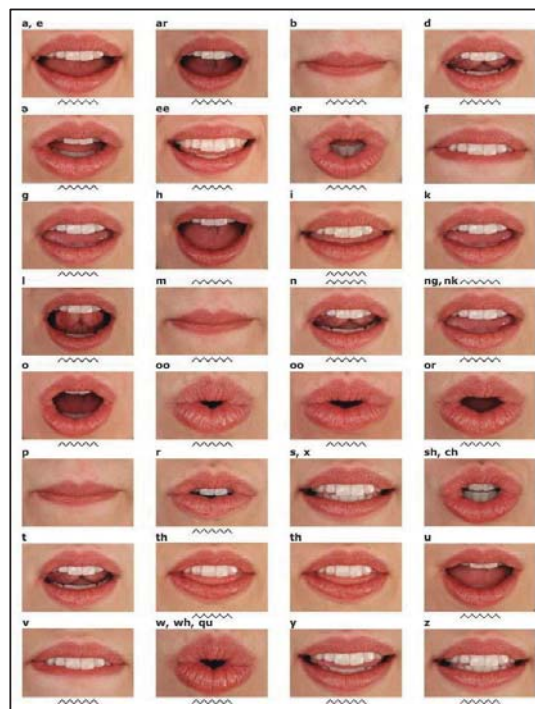 a, e ar b d
ə ee er f
g h i k
l m n ng, nk
o oo oo or
p r s, x sh, ch
t th th u
v w, wh, qu y z